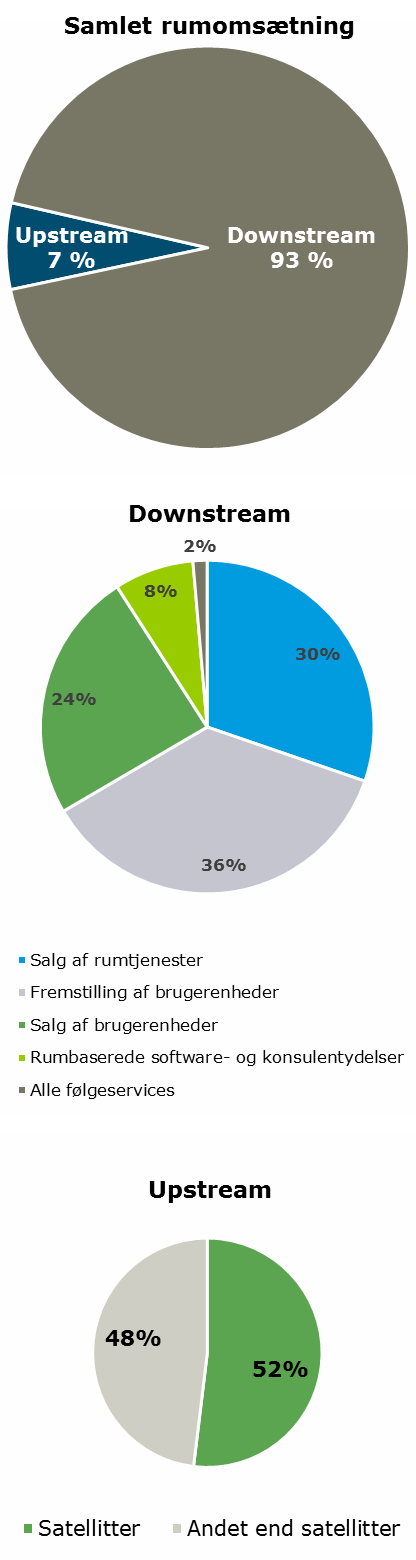 Samlet rumomsætning
Upstream
7 %
Downstream
93 %
Downstream
2%
8%
30%
24%
36%
Salg af rumtjenester
Fremstilling af brugerenheder
Salg af brugerenheder
Rumbaserede software- og konsulentydelser
Alle følgeservices
Upstream
48%
52%
Satellitter
Andet end satellitter